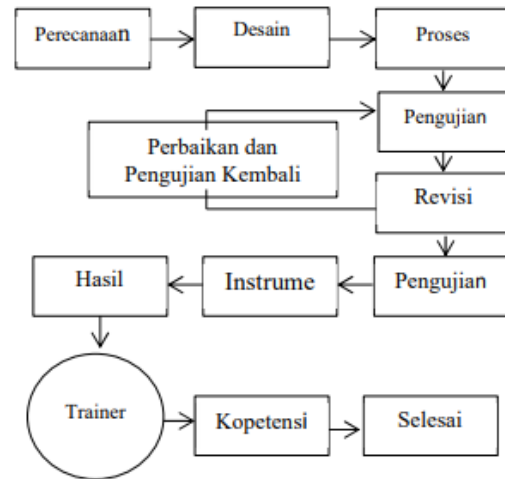 Perecanaan
Desain
Proses
Pengujian
Perbaikan dan
Pengujian Kembali
Revisi
Hasil
Instrume
Pengujian
Trainer
Kopetensi
Selesai